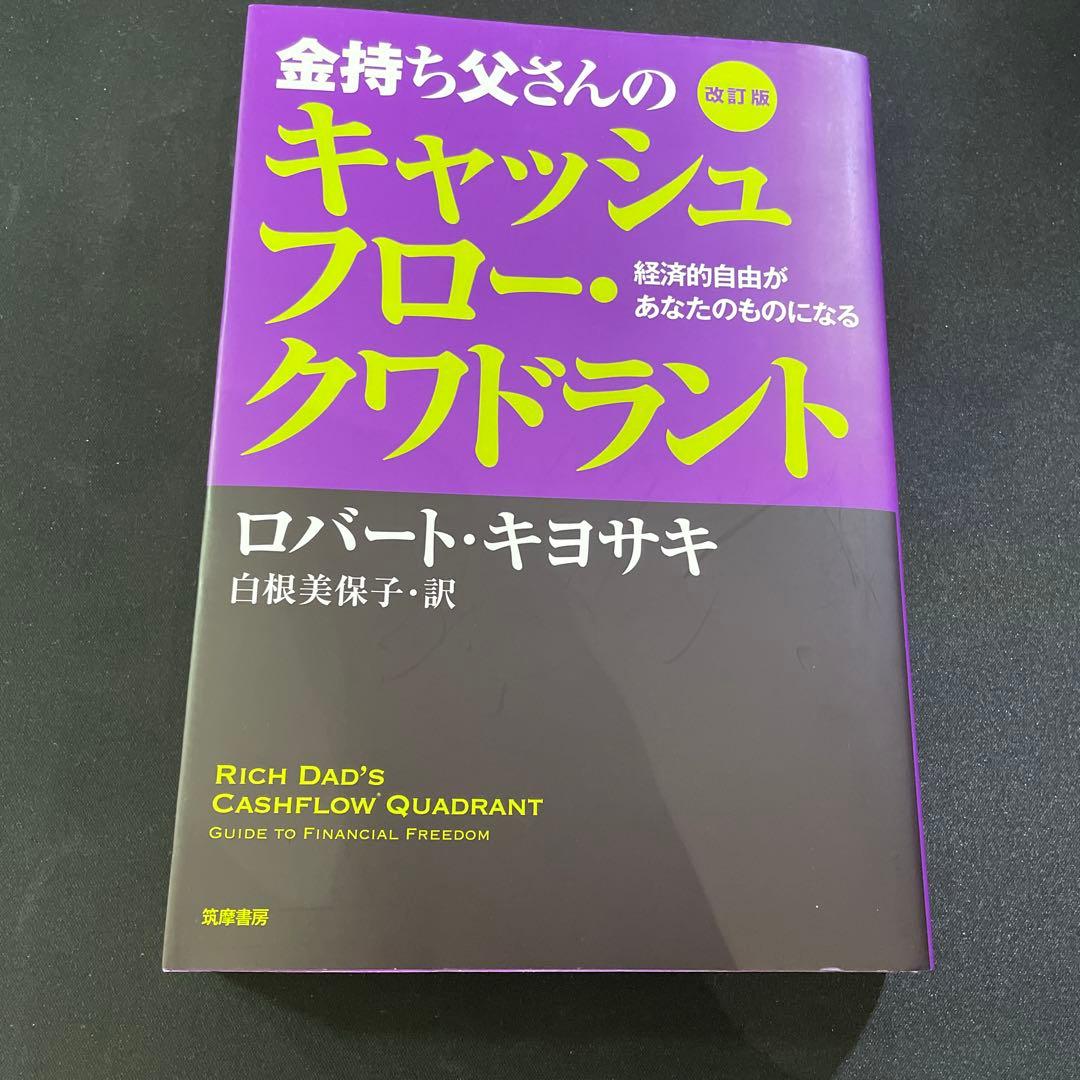 金持ち父さんの
改訂版
キャッシュ
フロー・
クワドラント
経済的自由が
あなたのものになる
ロバート・キヨサキ
白根美保子・訳
RICH DAD'S
CASHFLOW® QUADRANT
GUIDE TO FINANCIAL FREEDOM
筑摩書房